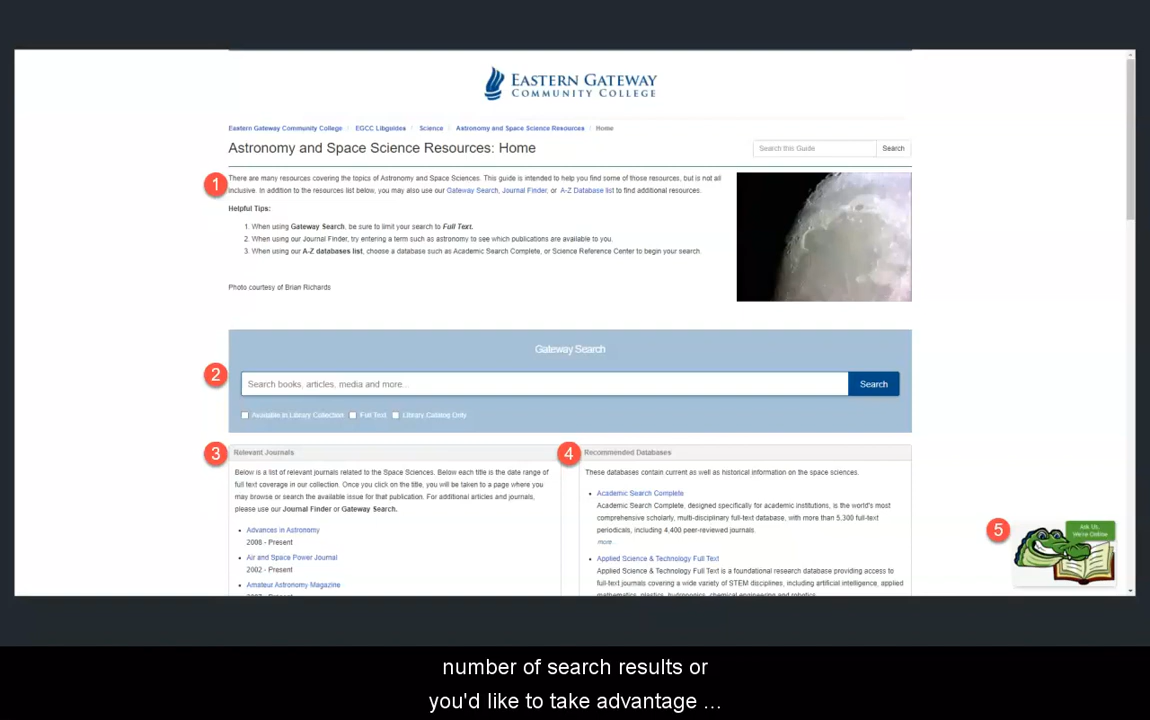 EASTERN GATEWAY
COMMUNITY COLLEGE
Eastern Gateway Community College / EGCC Libguides / Science / Astronomy and Space Science Resources / Home
Astronomy and Space Science Resources: Home
Search this Guide Search
1
There are many resources covering the topics of Astronomy and Space Sciences. This guide is intended to help you find some of those resources, but is not all
inclusive. In addition to the resources list below, you may also use our Gateway Search, Journal Finder, or A-Z Database list to find additional resources.
Helpful Tips:
1. When using Gateway Search, be sure to limit your search to Full Text.
2. When using our Journal Finder, try entering a term such as astronomy to see which publications are available to you.
3. When using our A-Z databases list, choose a database such as Academic Search Complete, or Science Reference Center to begin your search.
Photo courtesy of Brian Richards
Gateway Search
2
Search books, articles, media and more... Search
Available in Library Collection Full Text Library Catalog Only
3 Relevant Journals
Below is a list of relevant journals related to the Space Sciences. Below each title is the date range of
full text coverage in our collection. Once you click on the title, you will be taken to a page where you
may browse or search the available issue for that publication. For additional articles and journals,
please use our Journal Finder or Gateway Search.
• Advances in Astronomy
2008 - Present
• Air and Space Power Journal
2002 - Present
• Amateur Astronomy Magazine
4 Recommended Databases
These databases contain current as well as historical information on the space sciences.
• Academic Search Complete
Academic Search Complete, designed specifically for academic institutions, is the world's most
comprehensive scholarly, multi-disciplinary full-text database, with more than 5,300 full-text
periodicals, including 4,400 peer-reviewed journals.
more
• Applied Science & Technology Full Text
Applied Science & Technology Full Text is a foundational research database providing access to
full-text journals covering a wide variety of STEM disciplines, including artificial intelligence, applied
mathematics, plastics, hydroponics, chemical engineering and robotics.
5
Ask Us,
We're Online
number of search results or
you'd like to take advantage ...